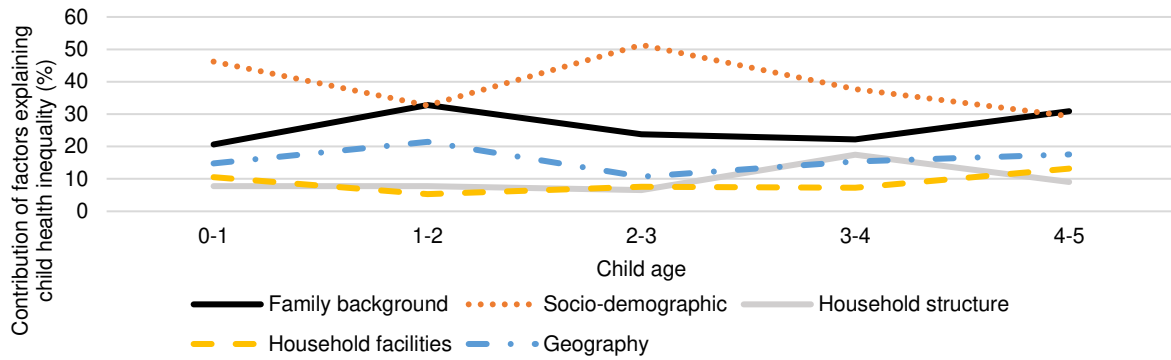 Contribution of factors explaining
child health inequality (%)
60
50
40
30
20
10
0
0-1
1-2
2-3
3-4
4-5
Child age
Family background
Socio-demographic
Household structure
Household facilities
Geography